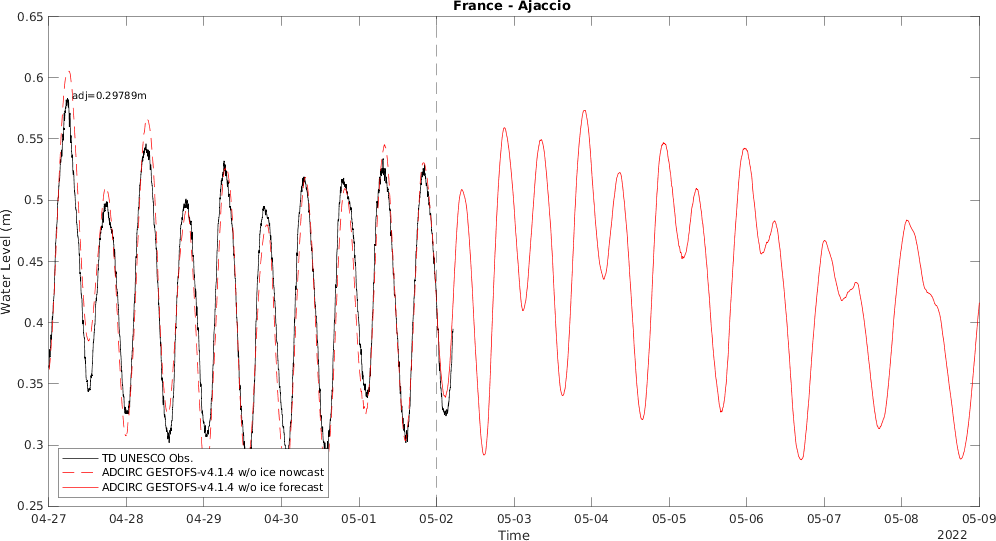 France - Ajaccio
0.65
0.6
adj=0.29789m
0.55
0.5
0.45
0.4
0.35
0.3
0.25
Water Level (m)
TD UNESCO Obs.
ADCIRC GESTOFS-v4.1.4 w/o ice nowcast
ADCIRC GESTOFS-v4.1.4 w/o ice forecast
04-27 04-28 04-29 04-30 05-01 05-02 05-03 05-04 05-05 05-06 05-07 05-08 05-09
Time
2022